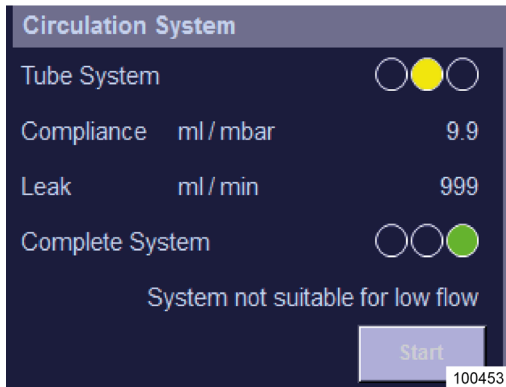 Circulation System
Tube System
Compliance ml / mbar 9.9
Leak ml / min 999
Complete System
System not suitable for low flow
Start
100453